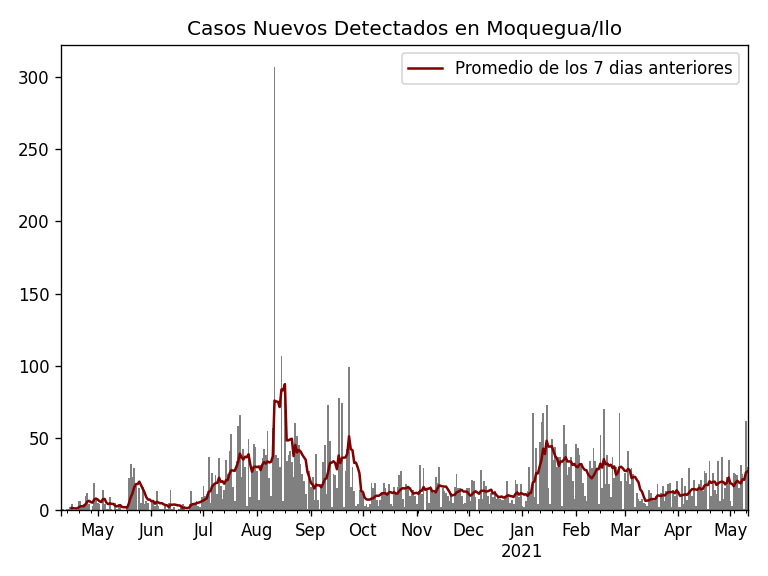 Casos Nuevos Detectados en Moquegua/Ilo
Promedio de los 7 dias anteriores
300
250
200
150
100
50
0
May Jun Jul Aug Sep Oct Nov Dec Jan Feb Mar Apr May
2021